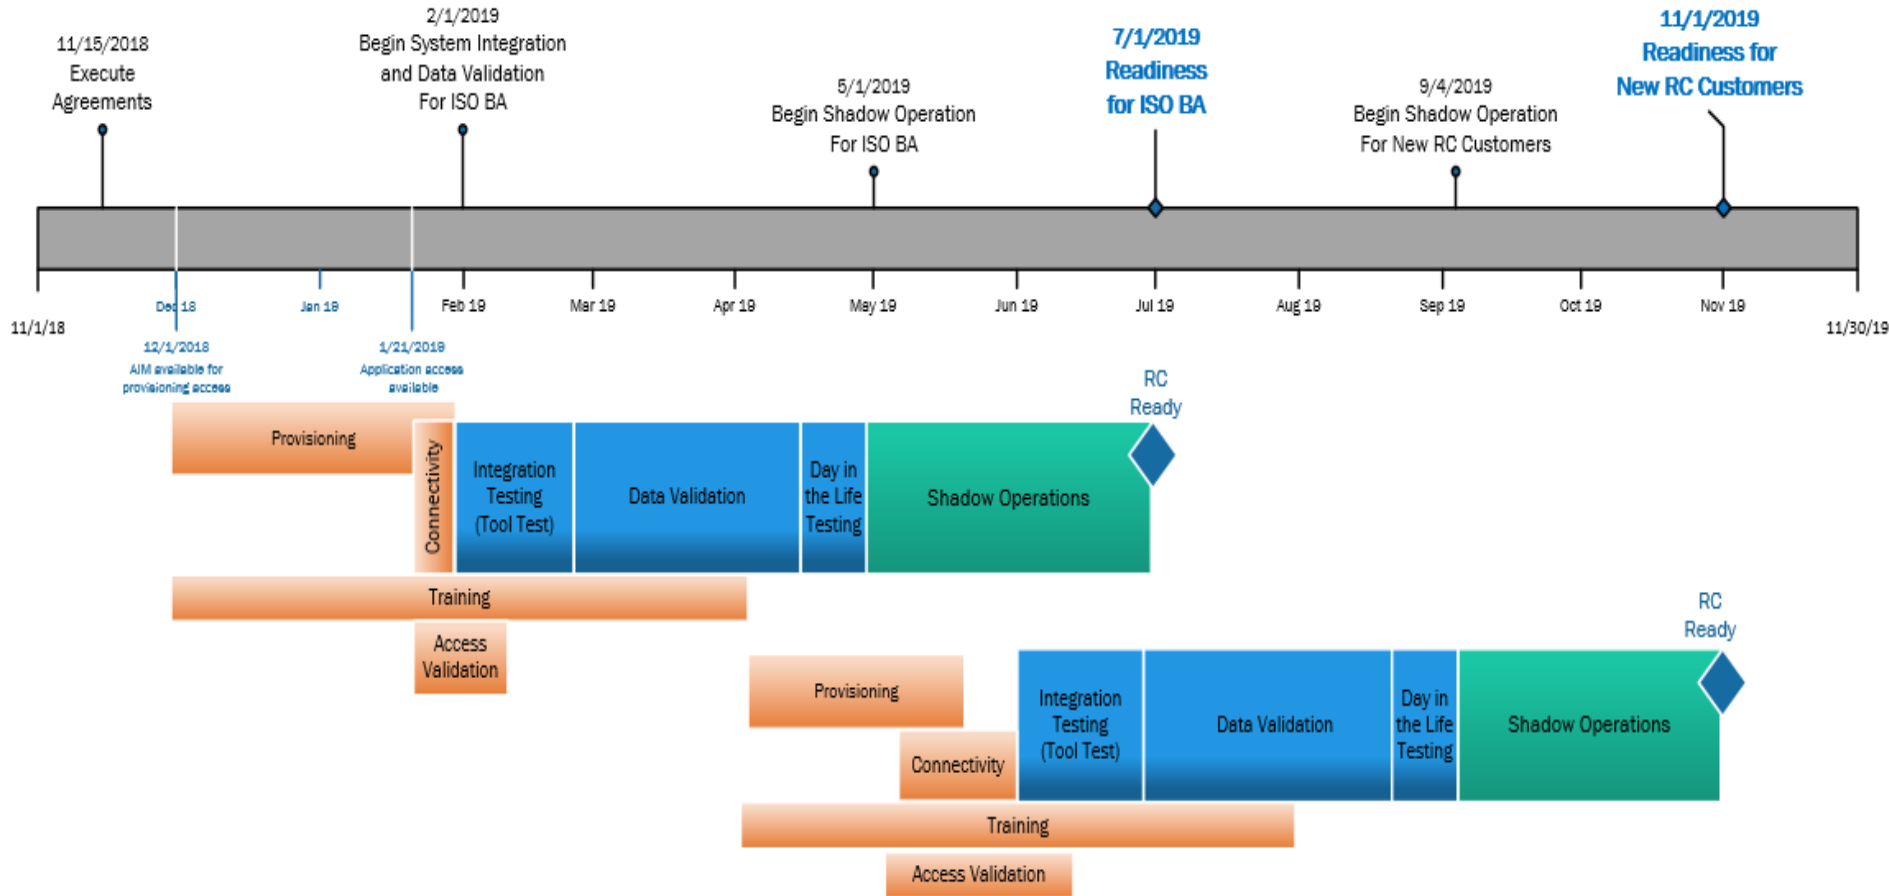 11/15/2018
Execute
Agreements
2/1/2019
Begin System Integration
and Data Validation
For ISO BA
5/1/2019
Begin Shadow Operation
For ISO BA
7/1/2019
Readiness
for ISO BA
9/4/2019
Begin Shadow Operation
For New RC Customers
11/1/2019
Readiness for
New RC Customers
11/1/18
Dec 18
Jan 19
Feb 19
Mar 19
Apr 19
May 19
Jun 19
Jul 19
Aug 19
Sep 19
Oct 19
Nov 19
11/30/19
12/1/2018
AIM available for
provisioning access
1/21/2019
Application access
available
RC
Ready
Provisioning
Connectivity
Integration
Testing
(Tool Test)
Data Validation
Day in
the Life
Testing
Shadow Operations
Training
Access
Validation
RC
Ready
Provisioning
Connectivity
Integration
Testing
(Tool Test)
Data Validation
Day in
the Life
Testing
Shadow Operations
Training
Access Validation